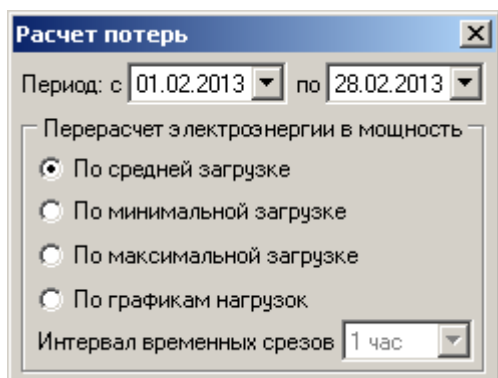 Расчет потерь
Период: с 01.02.2013 по 28.02.2013
Перерасчет электроэнергии в мощность
По средней загрузке
По минимальной загрузке
По максимальной загрузке
По графикам нагрузок
Интервал временных срезов 1 час